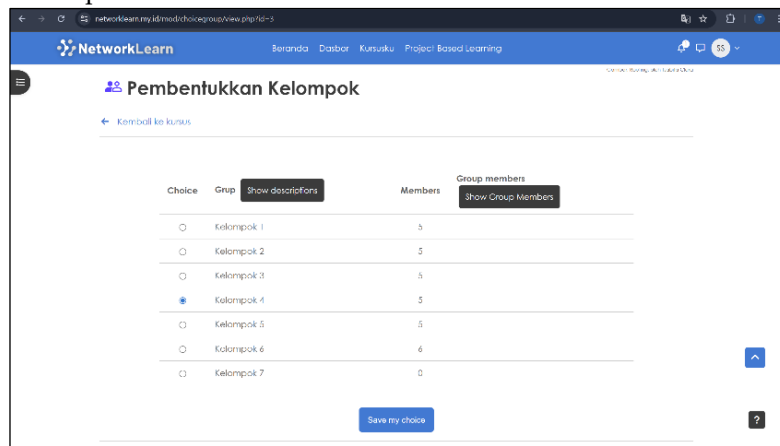 networklearn.my.id/mod/choicegroup/view.php?id=3
NetworkLearn
Beranda Dasbor Kursusku Project Based Learning
SS
Pembentukkan Kelompok
Kembali ke kursus
Choice Grup Show descriptions Members Group members
Show Group Members
Kelompok 1 5
Kelompok 2 5
Kelompok 3 5
Kelompok 4 5
Kelompok 5 5
Kelompok 6 6
Kelompok 7 0
Save my choice
?